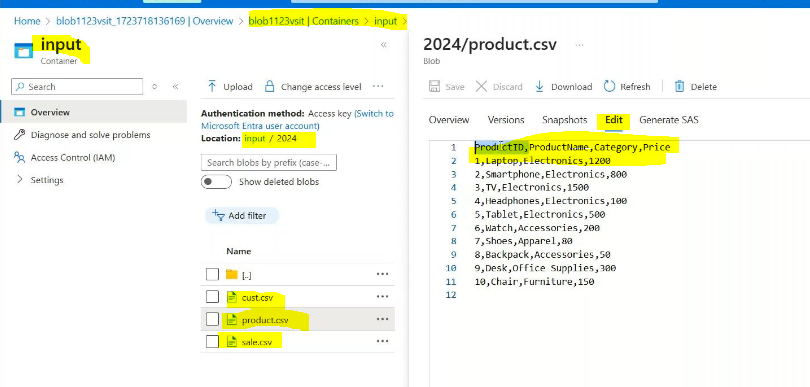 Home > blob1123vsit_1723718136169 | Overview > blob1123vsit | Containers > input >
input
Container
«
Search
«
Overview
Diagnose and solve problems
Access Control (IAM)
Settings
Upload
Change access level
...
Authentication method: Access key (Switch to
Microsoft Entra user account)
Location: input / 2024
Search blobs by prefix (case-...
Show deleted blobs
Add filter
Name
[..]
...
cust.csv
...
product.csv
...
sale.csv
...
2024/product.csv ...
Blob
Save
Discard
Download
Refresh
Delete
Overview
Versions
Snapshots
Edit
Generate SAS
1 ProductID,ProductName,Category,Price
2 1,Laptop,Electronics,1200
3 2,Smartphone,Electronics,800
4 3,TV,Electronics,1500
5 4,Headphones,Electronics,100
6 5,Tablet,Electronics,500
7 6,Watch,Accessories,200
8 7,Shoes,Apparel,80
9 8,Backpack,Accessories,50
10 9,Desk,Office Supplies,300
11 10,Chair,Furniture,150
12